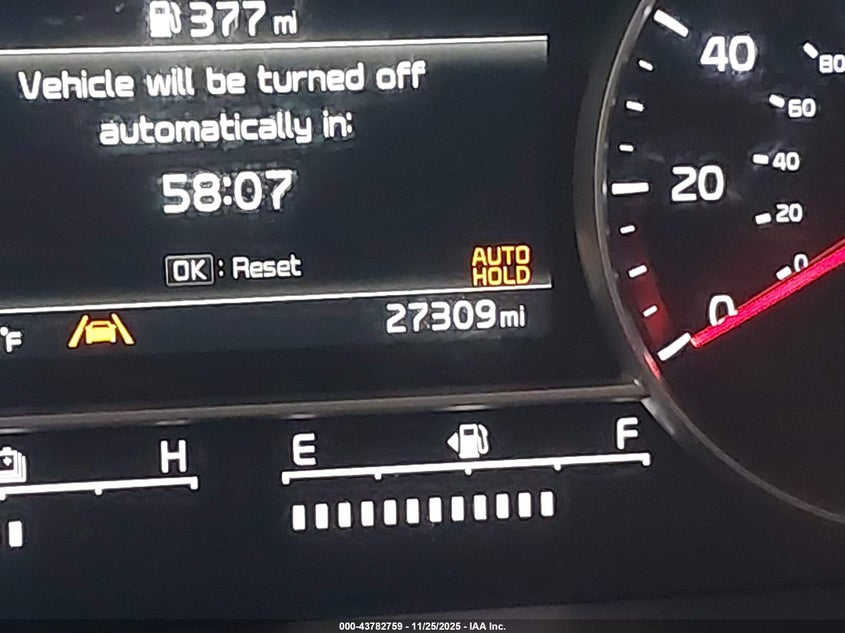 377 mi
Vehicle will be turned off
automatically in:
58:07
OK : Reset
AUTO
HOLD
27309 mi
°F
H
E
F
40
20
0
80
60
40
20
0
000-43782759 - 11/25/2025 - IAA Inc.